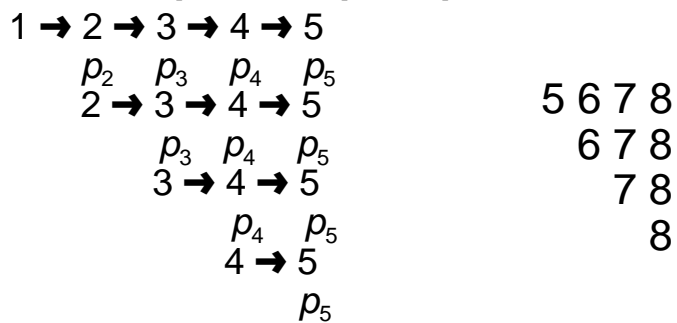 1 → 2 → 3 → 4 → 5
p₂ p₃ p₄ p₅
2 → 3 → 4 → 5
p₃ p₄ p₅
3 → 4 → 5
p₄ p₅
4 → 5
p₅
5 6 7 8
6 7 8
7 8
8